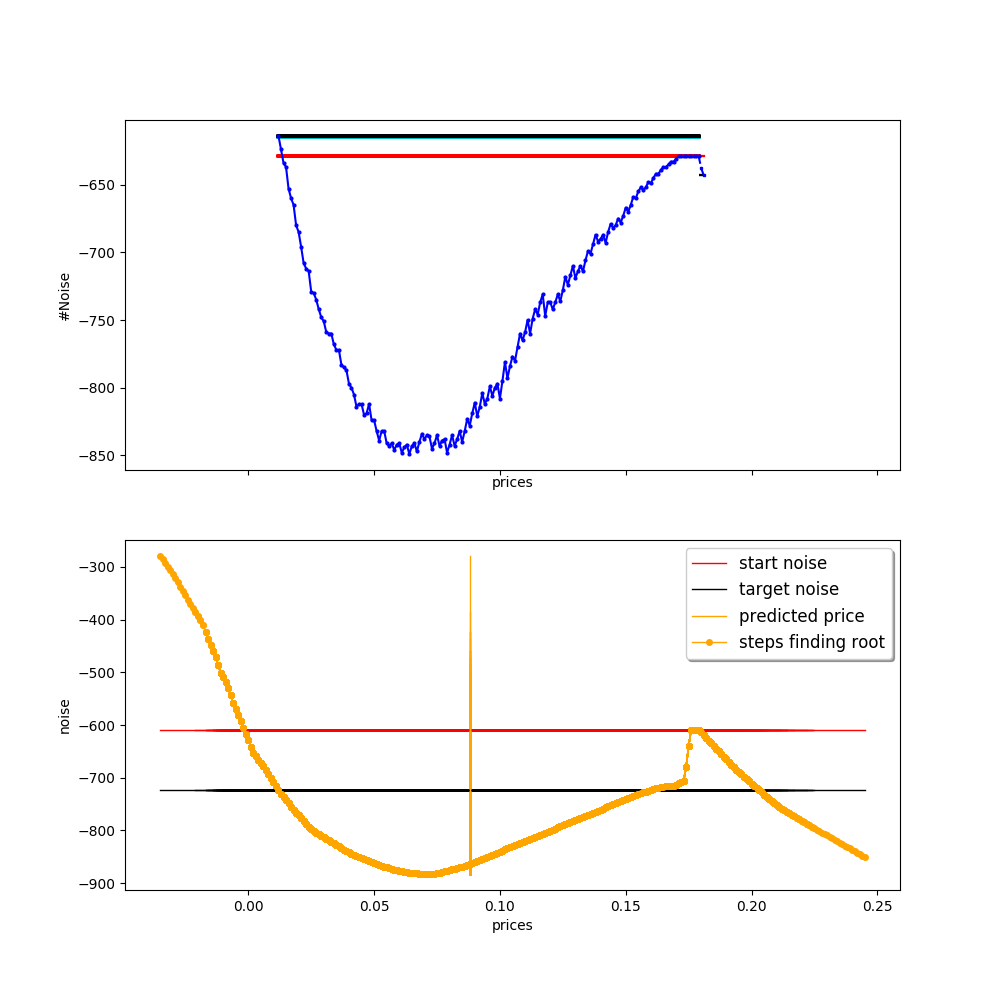 −650
−700
−750
−800
−850
#Noise
prices
−300
−400
−500
−600
−700
−800
−900
noise
start noise
target noise
predicted price
steps finding root
0.00 0.05 0.10 0.15 0.20 0.25
prices